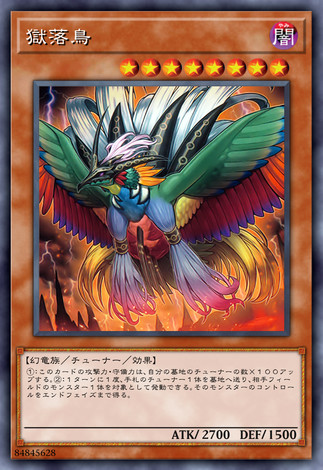 獄落鳥
やみ
闇
【幻竜族／チューナー／効果】
①：このカードの攻撃力・守備力は、自分の墓地のチューナーの数×１００アッ
プする。②：１ターンに１度、手札のチューナー１体を墓地へ送り、相手フィール
ドのモンスター１体を対象として発動できる。そのモンスターのコントロー
ルをエンドフェイズまで得る。
ATK/ 2700 DEF/1500
84845628